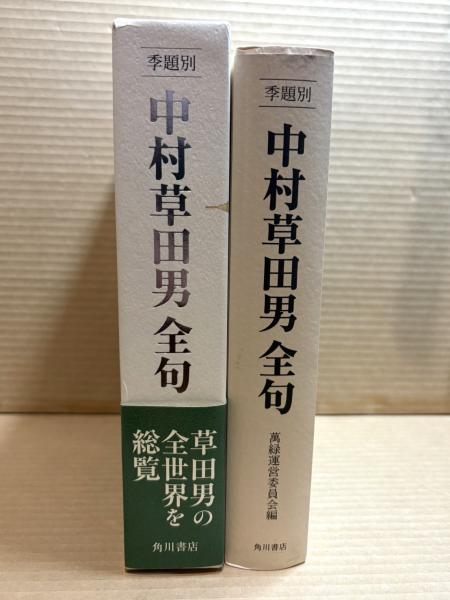 季題別
中村草田男 全句
草田男の
全世界を
総覧
角川書店
季題別
中村草田男 全句
萬緑運営委員会編
角川書店